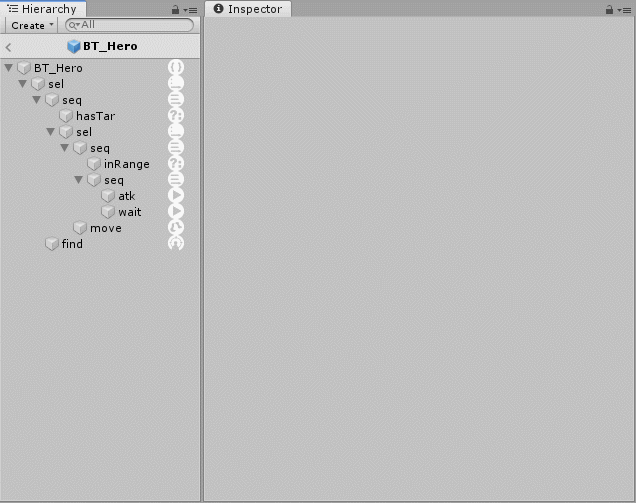 Hierarchy
Inspector
Create
All
BT_Hero
BT_Hero
sel
seq
hasTar
sel
seq
inRange
seq
atk
wait
move
find